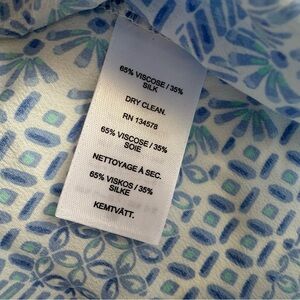 65% VISCOSE / 35%
SILK
DRY CLEAN.
RN 134578
65% VISCOSE / 35%
SOIE
NETTOYAGE À SEC.
65% VISKOS / 35%
SILKE
KEMTVÄTT.